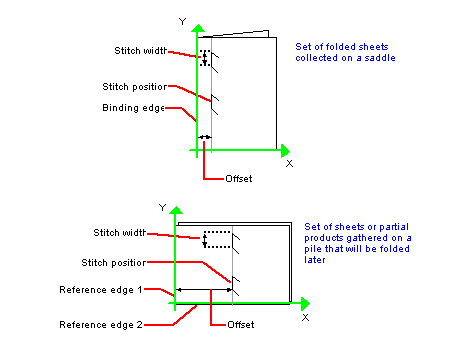 Y
Stitch width
Set of folded sheets
collected on a saddle
Stitch position
Binding edge
X
Offset
Y
Stitch width
Set of sheets or partial
products gathered on a
pile that will be folded
later
Stitch position
Reference edge 1
X
Reference edge 2
Offset